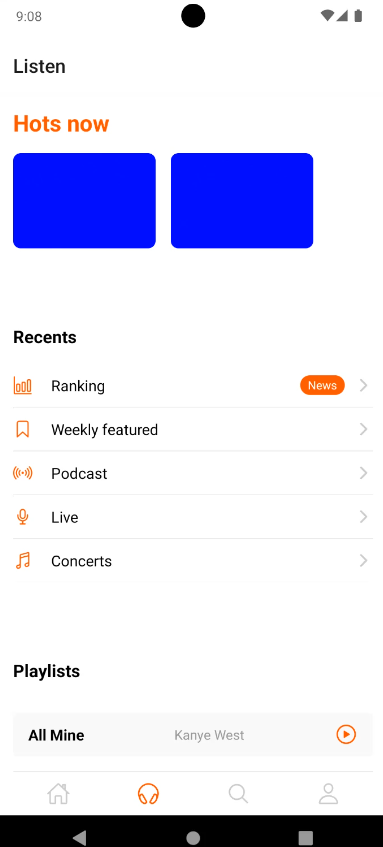 9:08
Listen
Hots now
Recents
Ranking News
Weekly featured
Podcast
Live
Concerts
Playlists
All Mine Kanye West